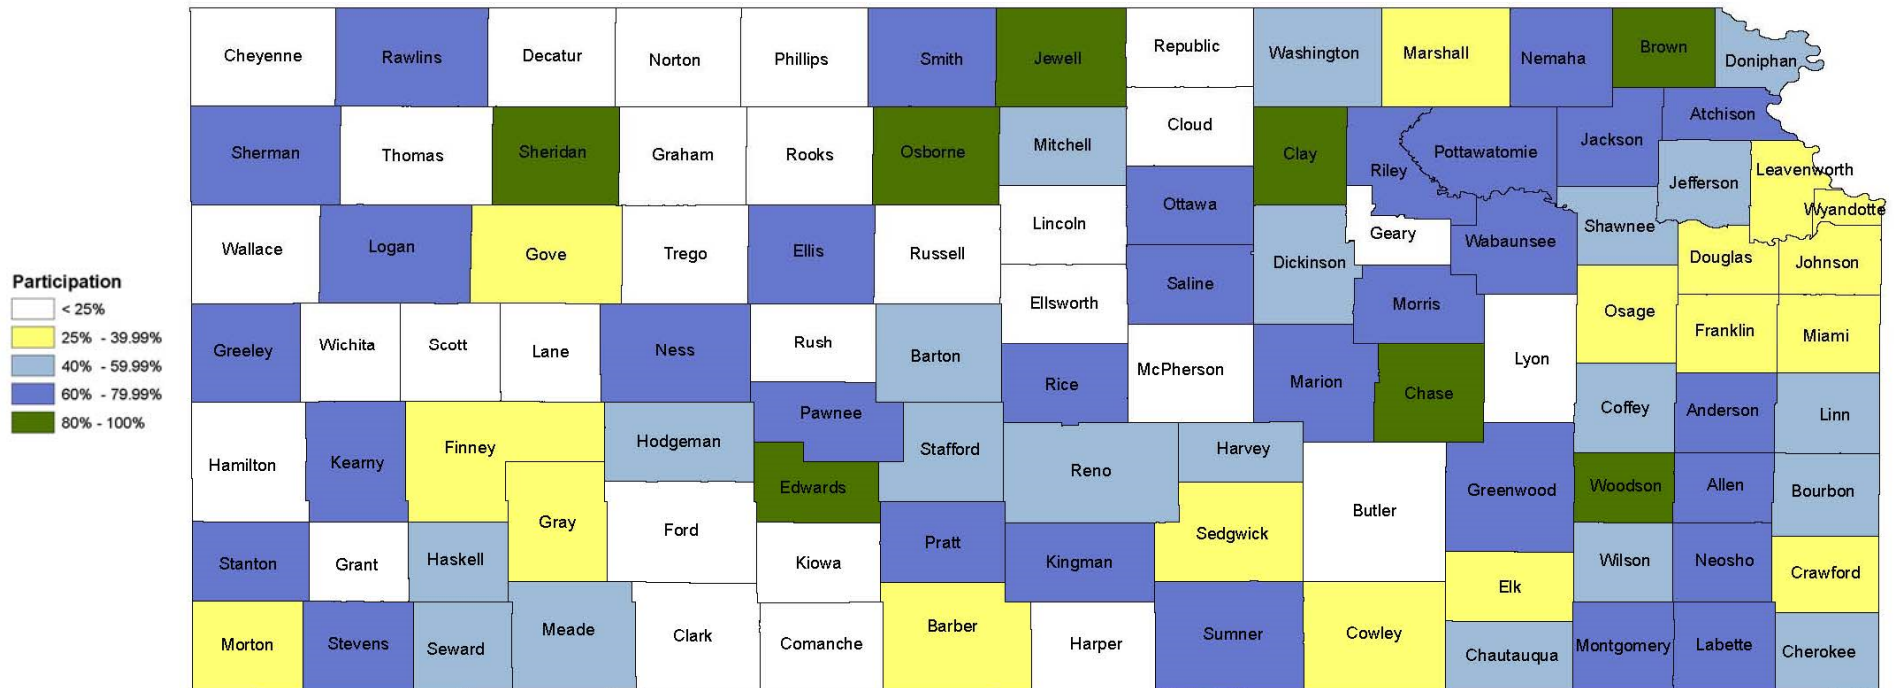 Participation
< 25%
25% - 39.99%
40% - 59.99%
60% - 79.99%
80% - 100%
Cheyenne
Rawlins
Decatur
Norton
Phillips
Smith
Jewell
Republic
Washington
Marshall
Nemaha
Brown
Doniphan
Sherman
Thomas
Sheridan
Graham
Rooks
Osborne
Mitchell
Cloud
Clay
Riley
Pottawatomie
Jackson
Atchison
Jefferson
Leavenworth
Wyandotte
Wallace
Logan
Gove
Trego
Ellis
Russell
Lincoln
Ottawa
Saline
Dickinson
Geary
Wabaunsee
Shawnee
Douglas
Johnson
Ellsworth
Morris
Osage
Franklin
Miami
Greeley
Wichita
Scott
Lane
Ness
Rush
Barton
Rice
McPherson
Marion
Chase
Lyon
Coffey
Anderson
Linn
Pawnee
Hamilton
Kearny
Finney
Hodgeman
Stafford
Reno
Harvey
Edwards
Gray
Ford
Sedgwick
Butler
Greenwood
Woodson
Allen
Bourbon
Stanton
Grant
Haskell
Kiowa
Pratt
Kingman
Elk
Wilson
Neosho
Crawford
Morton
Stevens
Seward
Meade
Clark
Comanche
Barber
Harper
Sumner
Cowley
Chautauqua
Montgomery
Labette
Cherokee